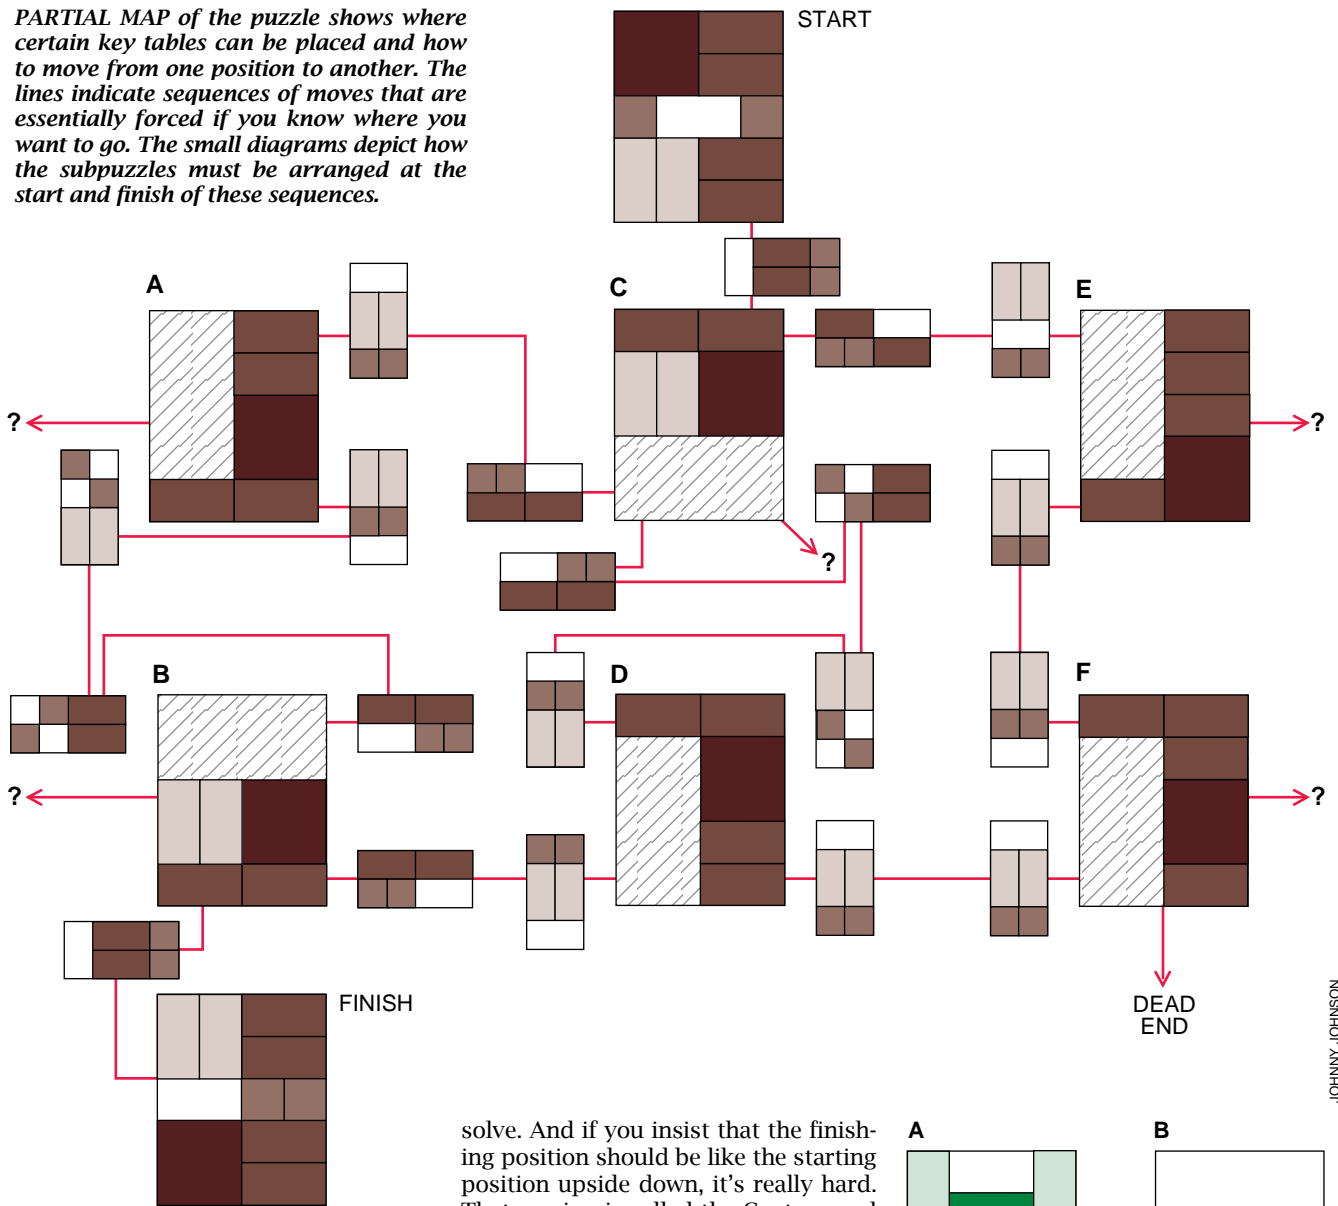 PARTIAL MAP of the puzzle shows where
certain key tables can be placed and how
to move from one position to another. The
lines indicate sequences of moves that are
essentially forced if you know where you
want to go. The small diagrams depict how
the subpuzzles must be arranged at the
start and finish of these sequences.
START
A
C
E
?
?
?
B
D
F
?
?
FINISH
DEAD
END
JOHNNY JOHNSON
solve. And if you insist that the finish-
ing position should be like the starting
position upside down, it's really hard.
A
B